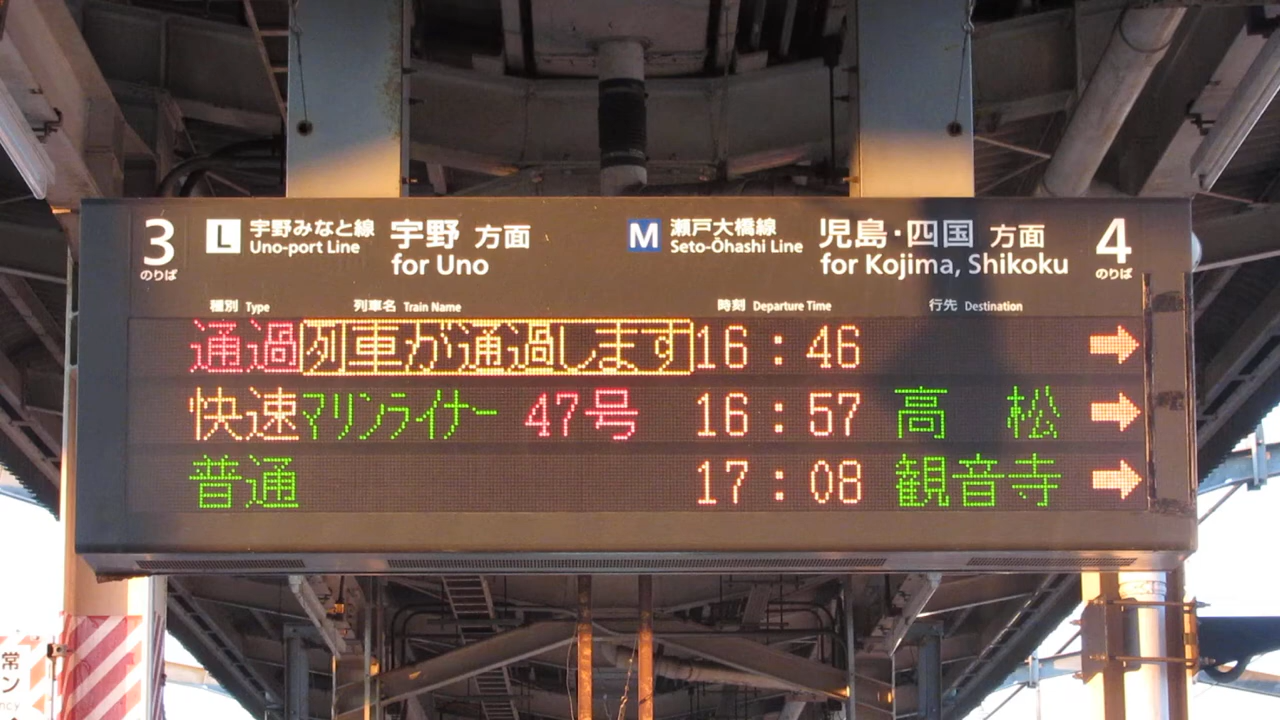 3 のりば L 宇野みなと線 Uno-port Line 宇野 方面 for Uno M 瀬戸大橋線 Seto-Ōhashi Line 児島・四国 方面 for Kojima, Shikoku 4 のりば
種別 Type 列車名 Train Name 時刻 Departure Time 行先 Destination
通過 列車が通過します 16:46 →
快速 マリンライナー 47号 16:57 高 松 →
普通 17:08 観音寺 →
常
ン
ncy